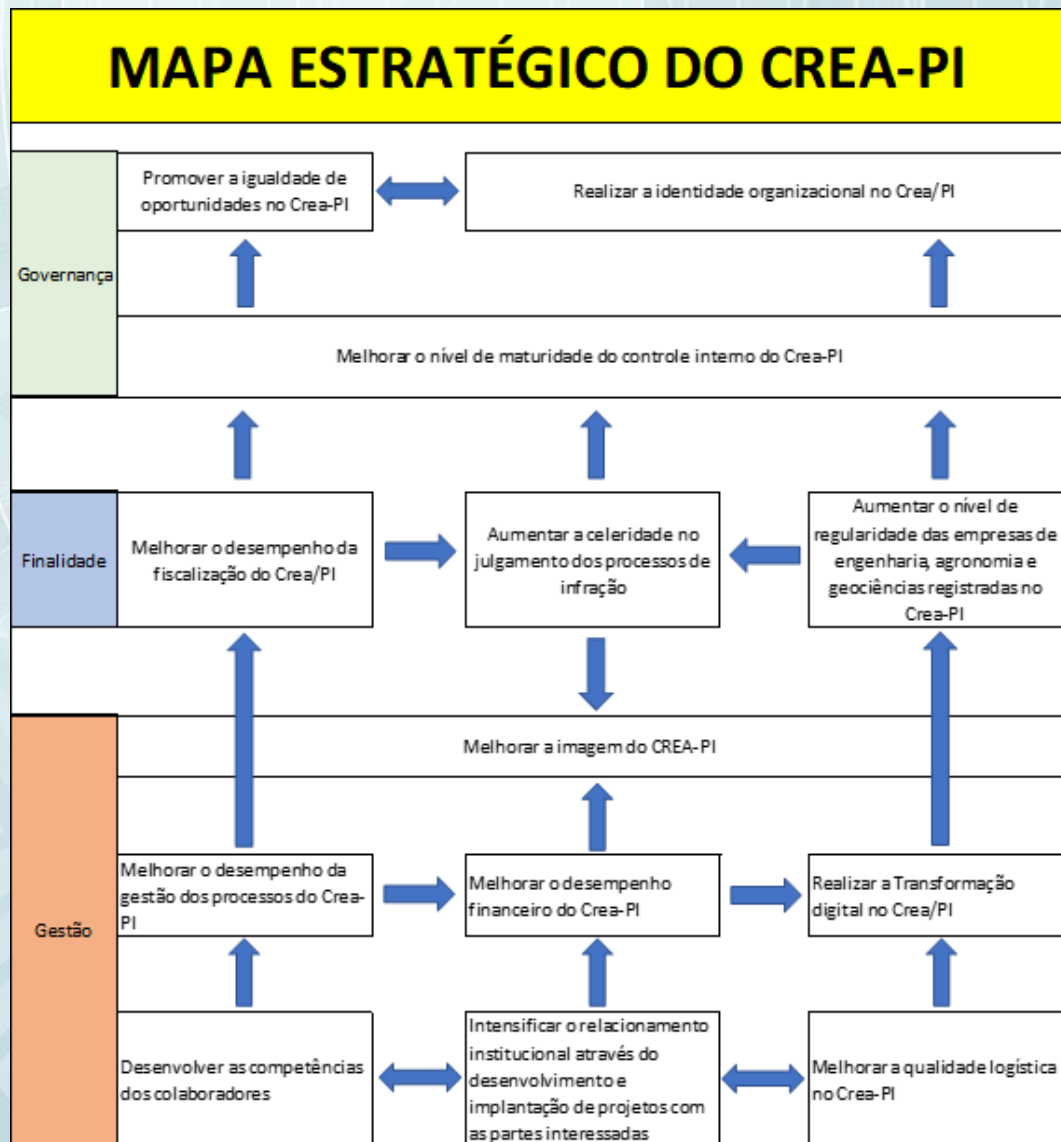 MAPA ESTRATÉGICO DO CREA-PI
Governança
Promover a igualdade de
oportunidades no Crea-PI
Realizar a identidade organizacional no Crea/PI
Melhorar o nível de maturidade do controle interno do Crea-PI
Finalidade
Melhorar o desempenho da
fiscalização do Crea/PI
Aumentar a celeridade no
julgamento dos processos de
infração
Aumentar o nível de
regularidade das empresas de
engenharia, agronomia e
geociências registradas no
Crea-PI
Gestão
Melhorar a imagem do CREA-PI
Melhorar o desempenho da
gestão dos processos do Crea-
PI
Melhorar o desempenho
financeiro do Crea-PI
Realizar a Transformação
digital no Crea/PI
Desenvolver as competências
dos colaboradores
Intensificar o relacionamento
institucional através do
desenvolvimento e
implantação de projetos com
as partes interessadas
Melhorar a qualidade logística
no Crea-PI